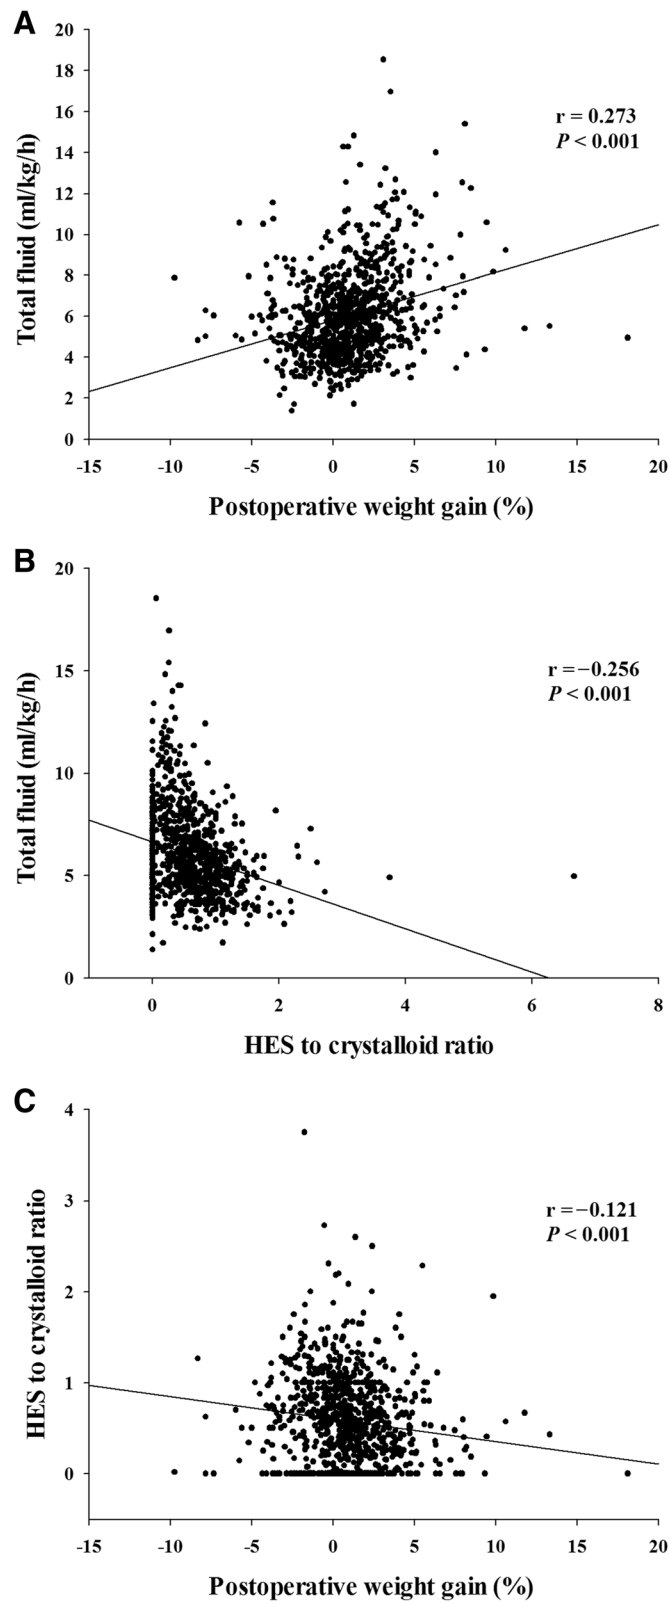 A
20
18
16
14
12
10
8
6
4
2
0
Total fluid (ml/kg/h)
r = 0.273
P < 0.001
-15 -10 -5 0 5 10 15 20
Postoperative weight gain (%)
B
20
15
10
5
0
Total fluid (ml/kg/h)
r =−0.256
P < 0.001
0 2 4 6 8
HES to crystalloid ratio
C
4
3
2
1
0
HES to crystalloid ratio
r =−0.121
P < 0.001
-15 -10 -5 0 5 10 15 20
Postoperative weight gain (%)